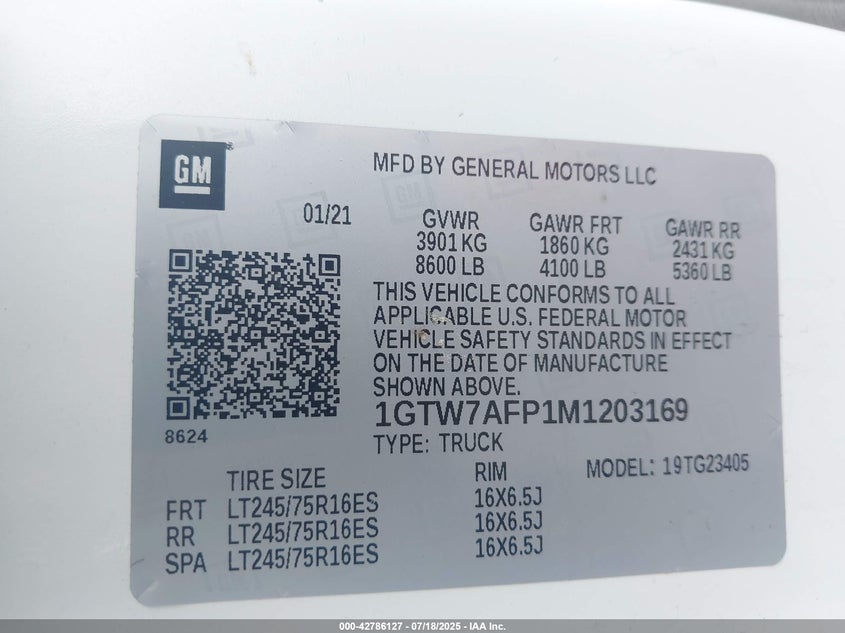 GM
MFD BY GENERAL MOTORS LLC
01/21
GVWR GAWR FRT GAWR RR
3901 KG 1860 KG 2431 KG
8600 LB 4100 LB 5360 LB
THIS VEHICLE CONFORMS TO ALL
APPLICABLE U.S. FEDERAL MOTOR
VEHICLE SAFETY STANDARDS IN EFFECT
ON THE DATE OF MANUFACTURE
SHOWN ABOVE.
8624
1GTW7AFP1M1203169
TYPE: TRUCK
MODEL: 19TG23405
TIRE SIZE RIM
FRT LT245/75R16ES 16X6.5J
RR LT245/75R16ES 16X6.5J
SPA LT245/75R16ES 16X6.5J
000-42786127 - 07/18/2025 - IAA Inc.